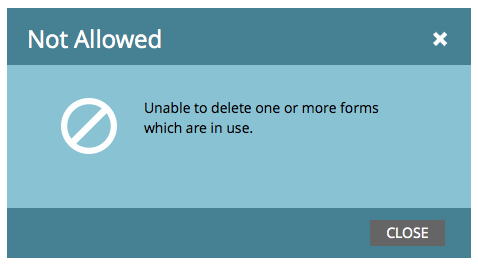 Not Allowed
Unable to delete one or more forms
which are in use.
CLOSE